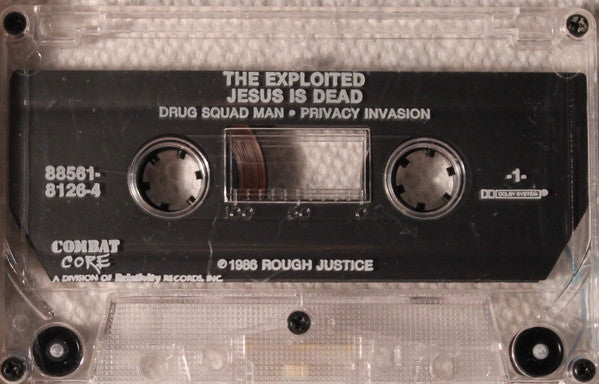 THE EXPLOITED
JESUS IS DEAD
DRUG SQUAD MAN • PRIVACY INVASION
88561-
8126-4
-1-
DOLBY SYSTEM®
COMBAT
CORE
A DIVISION OF Relativity RECORDS, INC.
℗1986 ROUGH JUSTICE